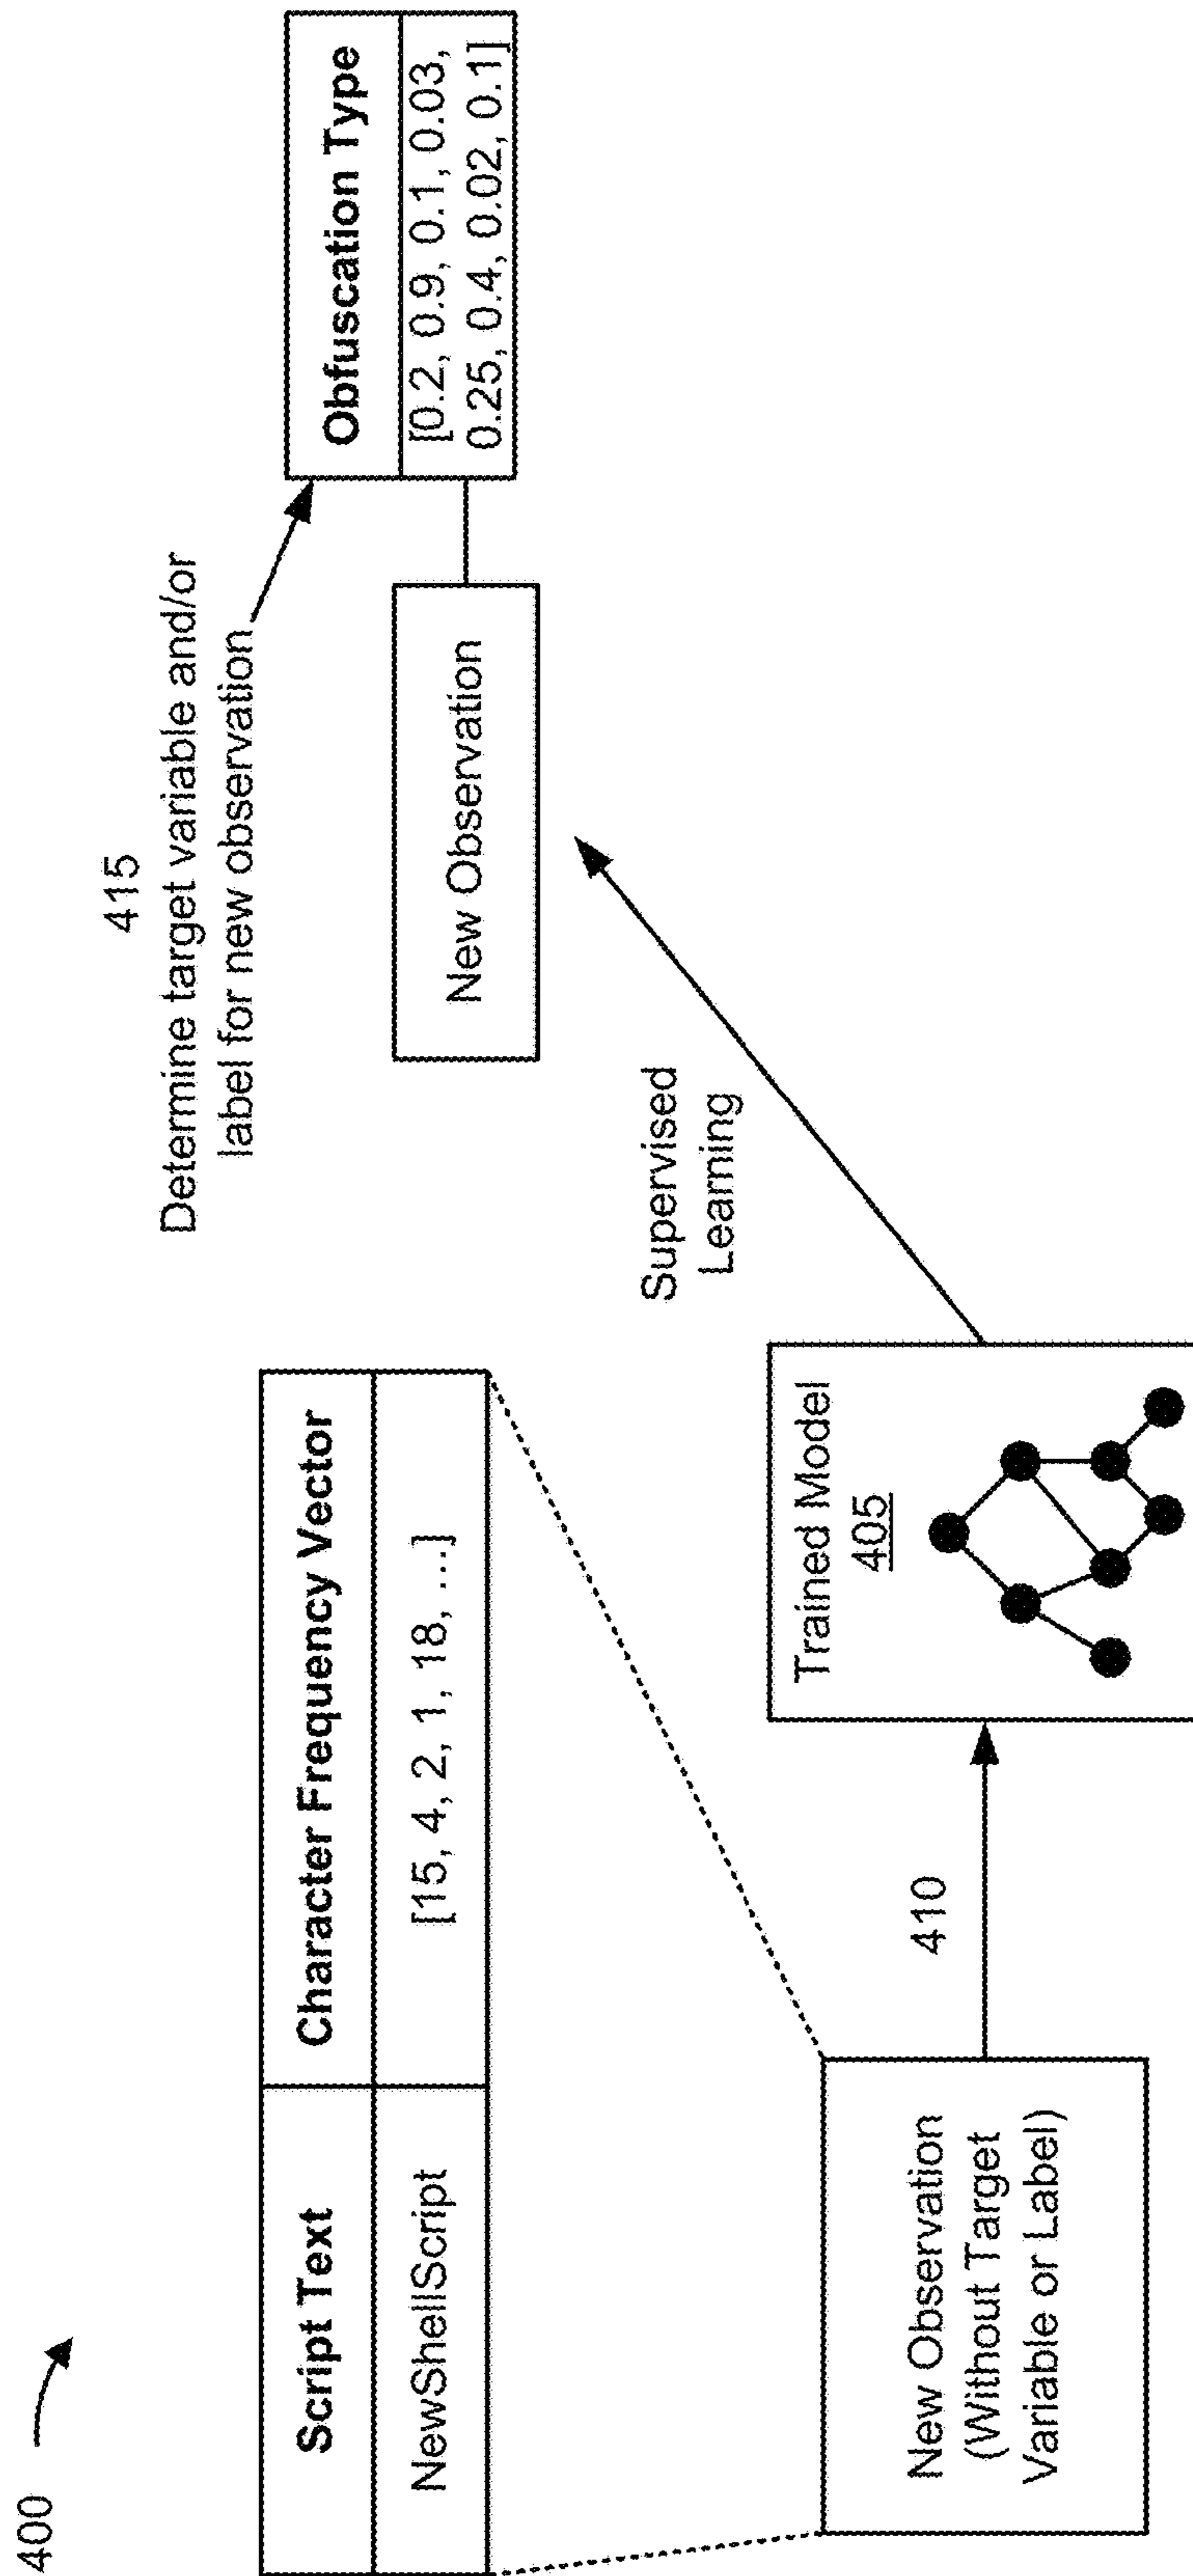 400
Script Text
Character Frequency Vector
NewShellScript
[15, 4, 2, 1, 18, ...]
415
Determine target variable and/or
label for new observation
Obfuscation Type
[0.2, 0.9, 0.1, 0.03,
0.25, 0.4, 0.02, 0.1]
New Observation
Supervised
Learning
New Observation
(Without Target
Variable or Label)
410
Trained Model
405